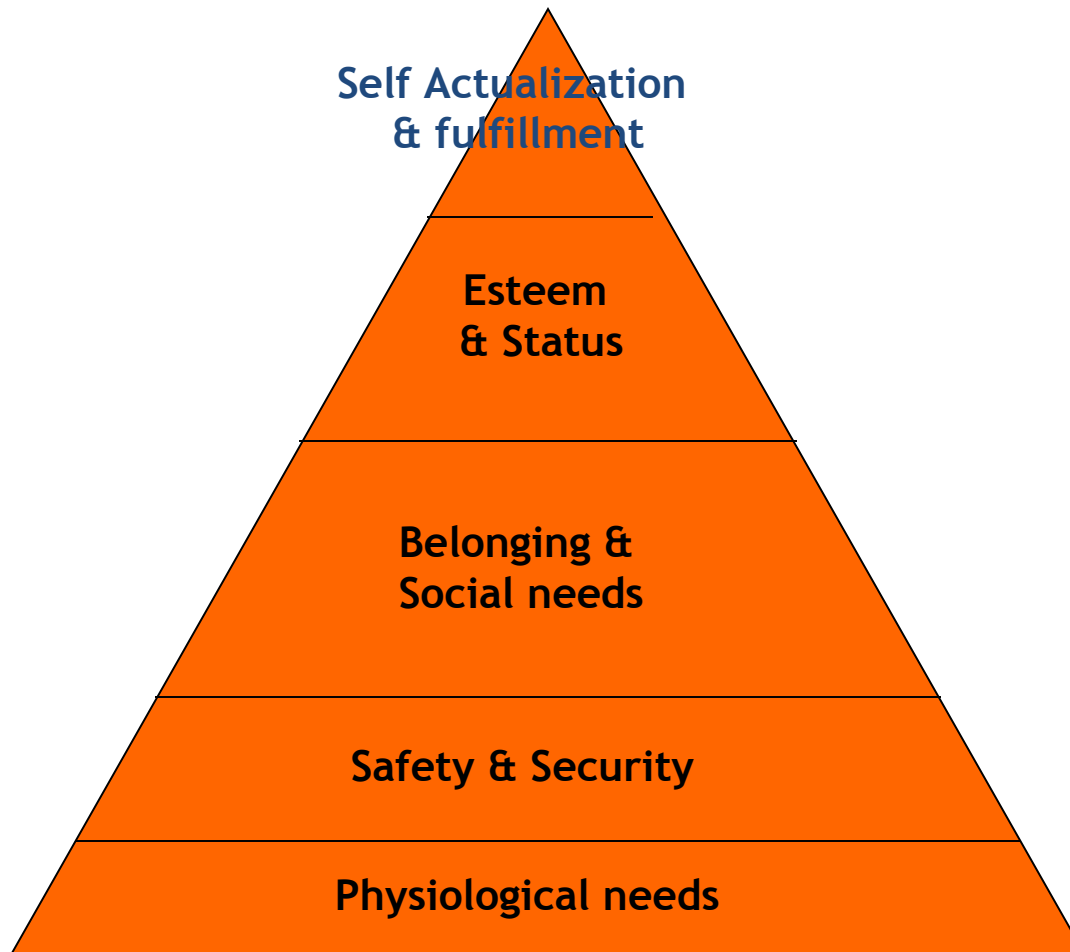 Self Actualization
& fulfillment
Esteem
& Status
Belonging &
Social needs
Safety & Security
Physiological needs